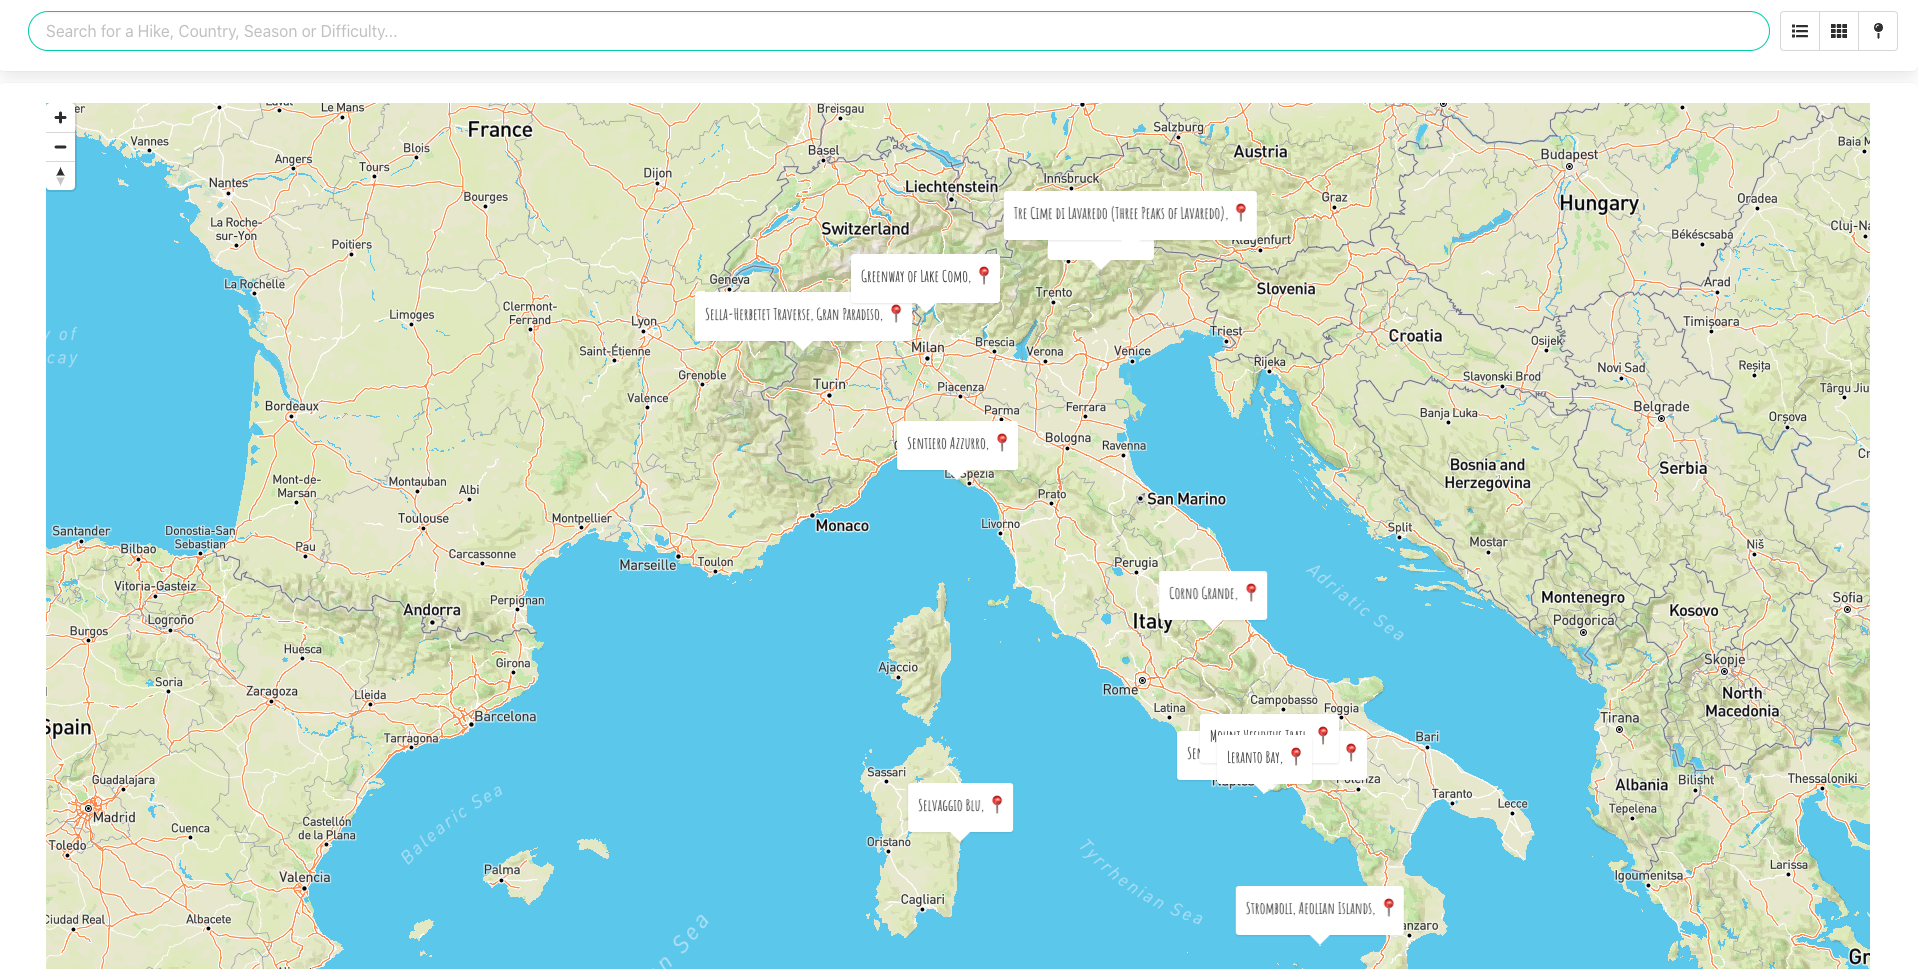 Search for a Hike, Country, Season or Difficulty...
Le Mans
Breisgau
France
Salzburg
Vannes
Blois
Basel
Austria
Budapest
Baia M
Angers
Tours
Dijon
Innsbruck
Nantes
Liechtenstein
Bourges
Graz
Oradea
Hungary
La Roche-
sur-Yon
Switzerland
Tre Cime di Lavaredo (Three Peaks of Lavaredo),
Klagenfurt
Békéscsaba
Cluj-Na
Poitiers
Geneva
Greenway of Lake Como,
La Rochelle
Trento
Slovenia
Arad
Clermont-
Ferrand
Limoges
Sella-Herbetet Traverse, Gran Paradiso,
Lyon
Timișoara
y of
cay
Triest
Croatia
Saint-Étienne
Milan
Brescia
Verona
Venice
Osijek
Rijeka
Grenoble
Turin
Piacenza
Slavonski Brod
Novi Sad
Reșița
Târgu Jiu
Valence
Bordeaux
Parma
Ferrara
Banja Luka
Belgrade
Orșova
Sentiero Azzurro,
Bologna
Ravenna
La Spezia
Bosnia and
Herzegovina
Serbia
Cr
Mont-de-
Marsan
Montauban
Albi
Prato
San Marino
Toulouse
Montpellier
Monaco
Livorno
Split
Santander
Donostia-San
Sebastian
Bilbao
Pau
Carcassonne
Marseille
Toulon
Mostar
Niš
Perugia
Adriatic Sea
Vitoria-Gasteiz
Perpignan
Corno Grande,
Montenegro
Kosovo
Sofia
Andorra
Logroño
Italy
Podgorica
Burgos
Huesca
Girona
Ajaccio
Skopje
Soria
Zaragoza
Lleida
Rome
Campobasso
North
Macedonia
Latina
Foggia
Spain
Barcelona
Tirana
Tarragona
Mount Vesuvius Trail,
Bari
Sen
Leranto Bay,
Guadalajara
Sassari
Naples
Potenza
Albania
Bitisht
Thessaloniki
Balearic Sea
Selvaggio Blu,
Taranto
Lecce
Tepelena
Madrid
Cuenca
Castellón
de la Plana
Toledo
Oristano
Tyrrhenian Sea
Larissa
Palma
Igoumenitsa
Valencia
Cagliari
Stromboli, Aeolian Islands,
Ciudad Real
Albacete
anzaro
n Sea
Gr